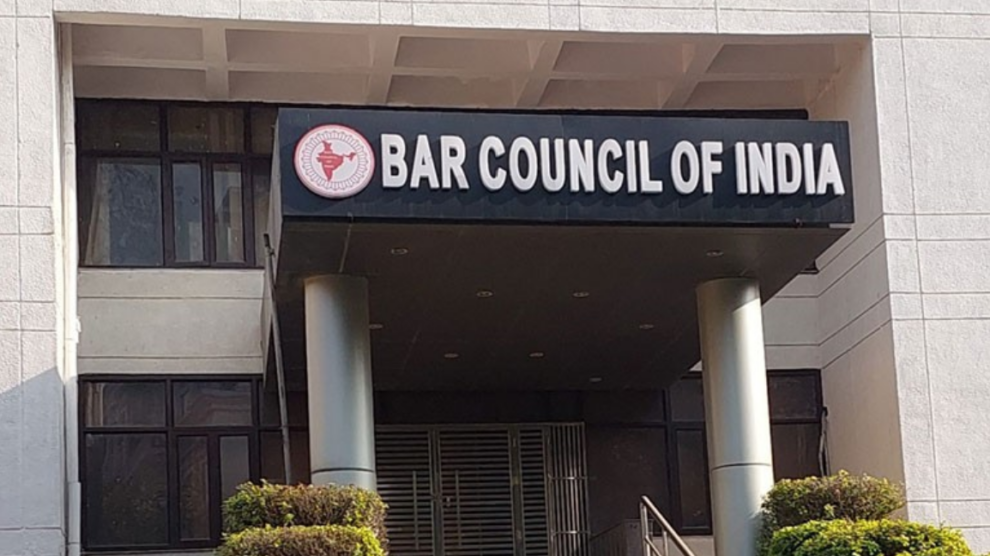 BAR COUNCIL OF INDIA